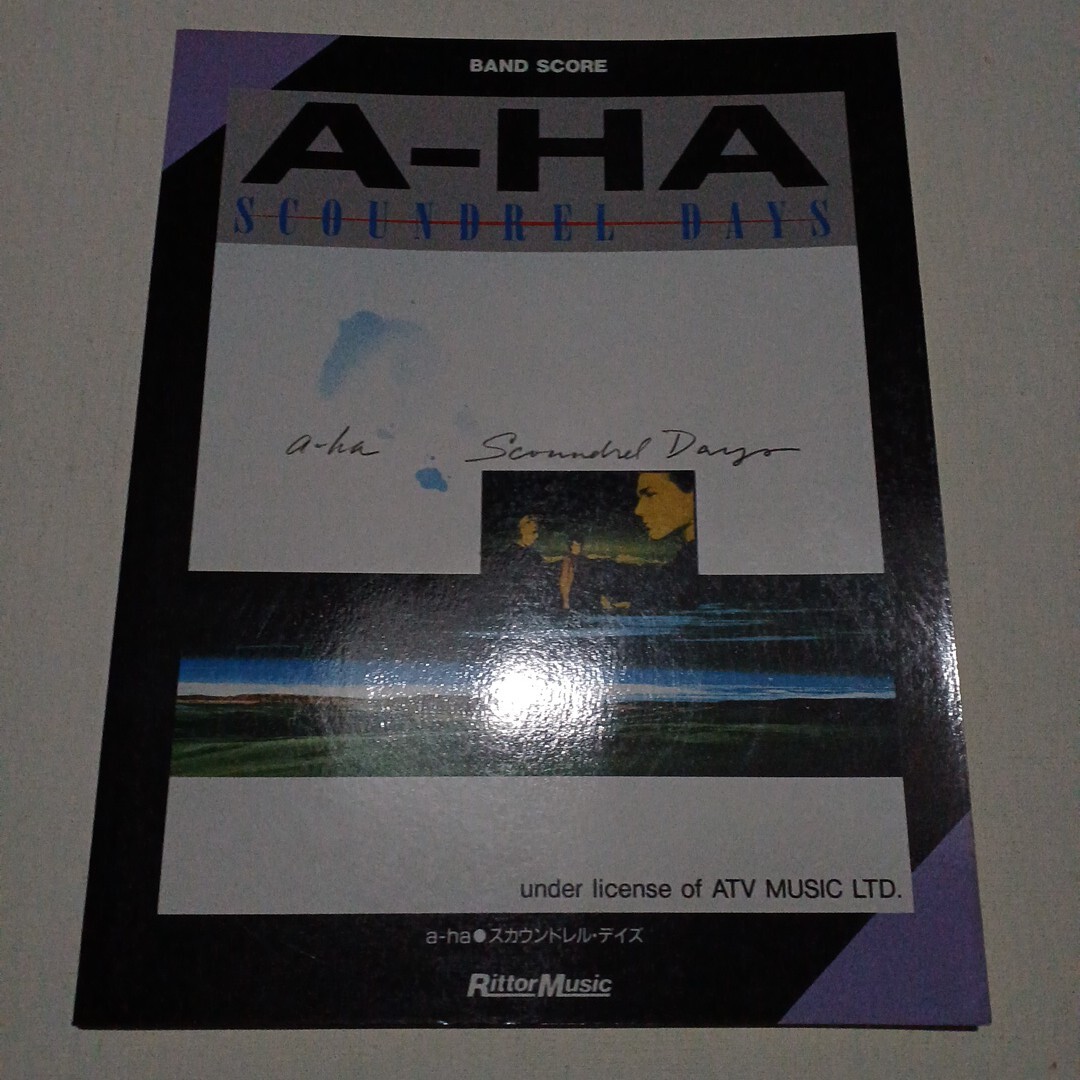 BAND SCORE
A-HA
SCOUNDREL DAYS
a-ha Scoundrel Days
under license of ATV MUSIC LTD.
a-ha●スカウンドレル・デイズ
RittorMusic